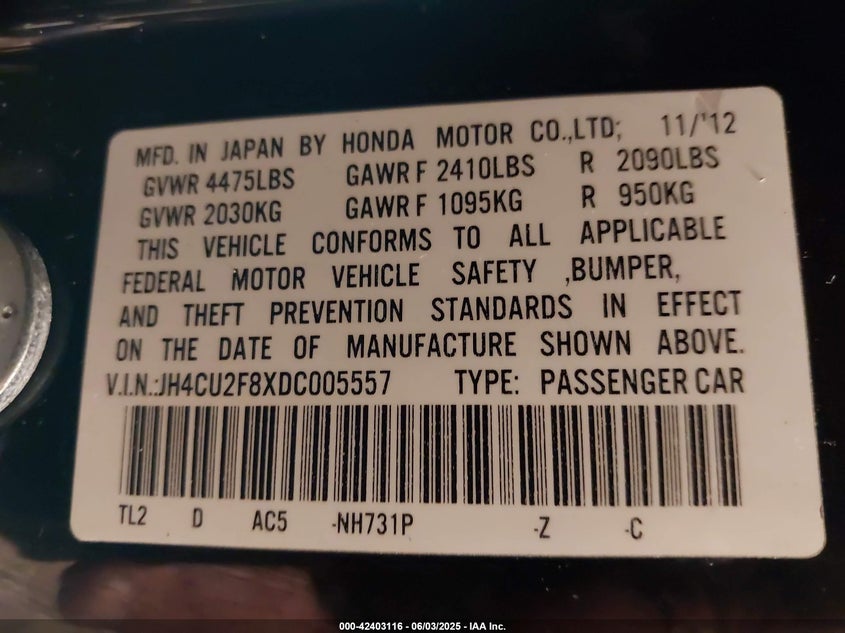 MFD. IN JAPAN BY HONDA MOTOR CO.,LTD; 11/'12
GVWR 4475LBS GAWR F 2410LBS R 2090LBS
GVWR 2030KG GAWR F 1095KG R 950KG
THIS VEHICLE CONFORMS TO ALL APPLICABLE
FEDERAL MOTOR VEHICLE SAFETY ,BUMPER,
AND THEFT PREVENTION STANDARDS IN EFFECT
ON THE DATE OF MANUFACTURE SHOWN ABOVE.
V.I.N.:JH4CU2F8XDC005557 TYPE: PASSENGER CAR
TL2 D AC5 -NH731P -Z -C
000-42403116 - 06/03/2025 - IAA Inc.